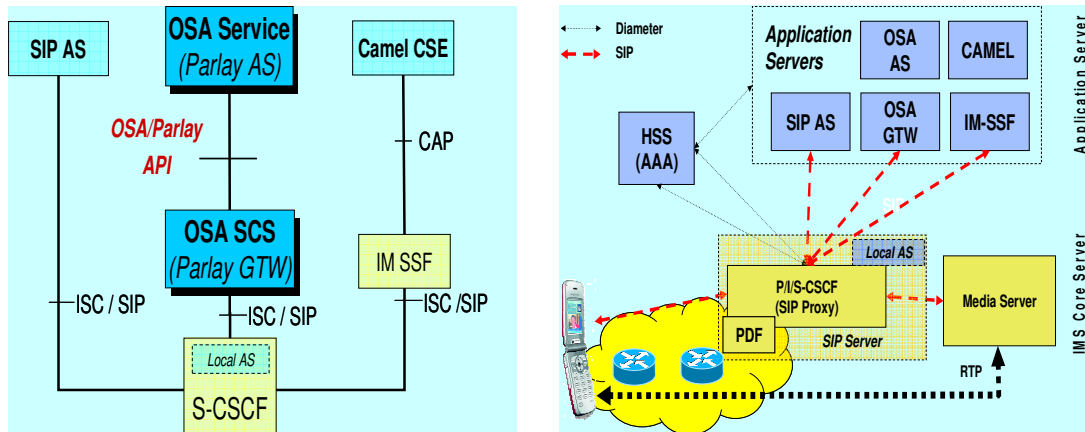 SIP AS
OSA Service
(Parlay AS)
Camel CSE
OSA/Parlay
API
CAP
OSA SCS
(Parlay GTW)
IM SSF
ISC / SIP
ISC / SIP
ISC /SIP
Local AS
S-CSCF
Diameter
SIP
Application
Servers
OSA
AS
CAMEL
SIP AS
OSA
GTW
IM-SSF
HSS
(AAA)
Application Server
Local AS
P/I/S-CSCF
(SIP Proxy)
PDF
SIP Server
Media Server
RTP
IMS Core Server